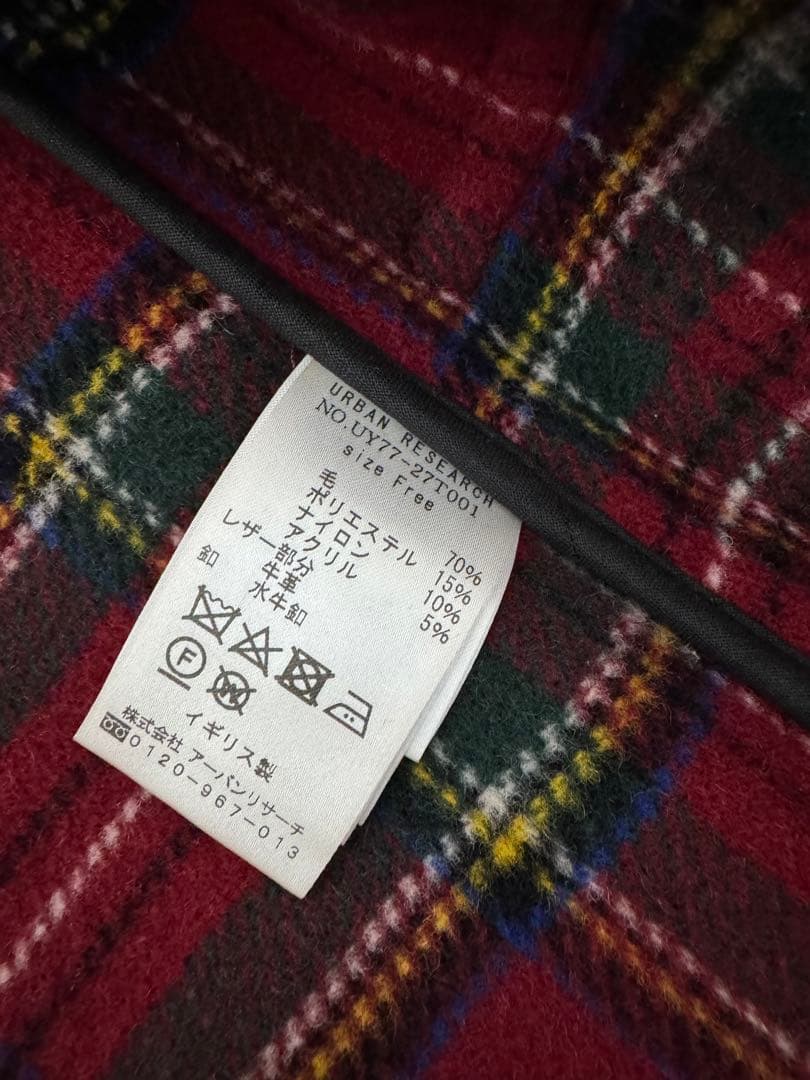 URBAN RESEARCH
NO.UY77-27T001
size Free
毛 70%
ポリエステル 15%
ナイロン 10%
アクリル 5%
レザー部分 牛革
釦 水牛釦
F
W
イギリス製
株式会社 アーバンリサーチ
0120-967-013